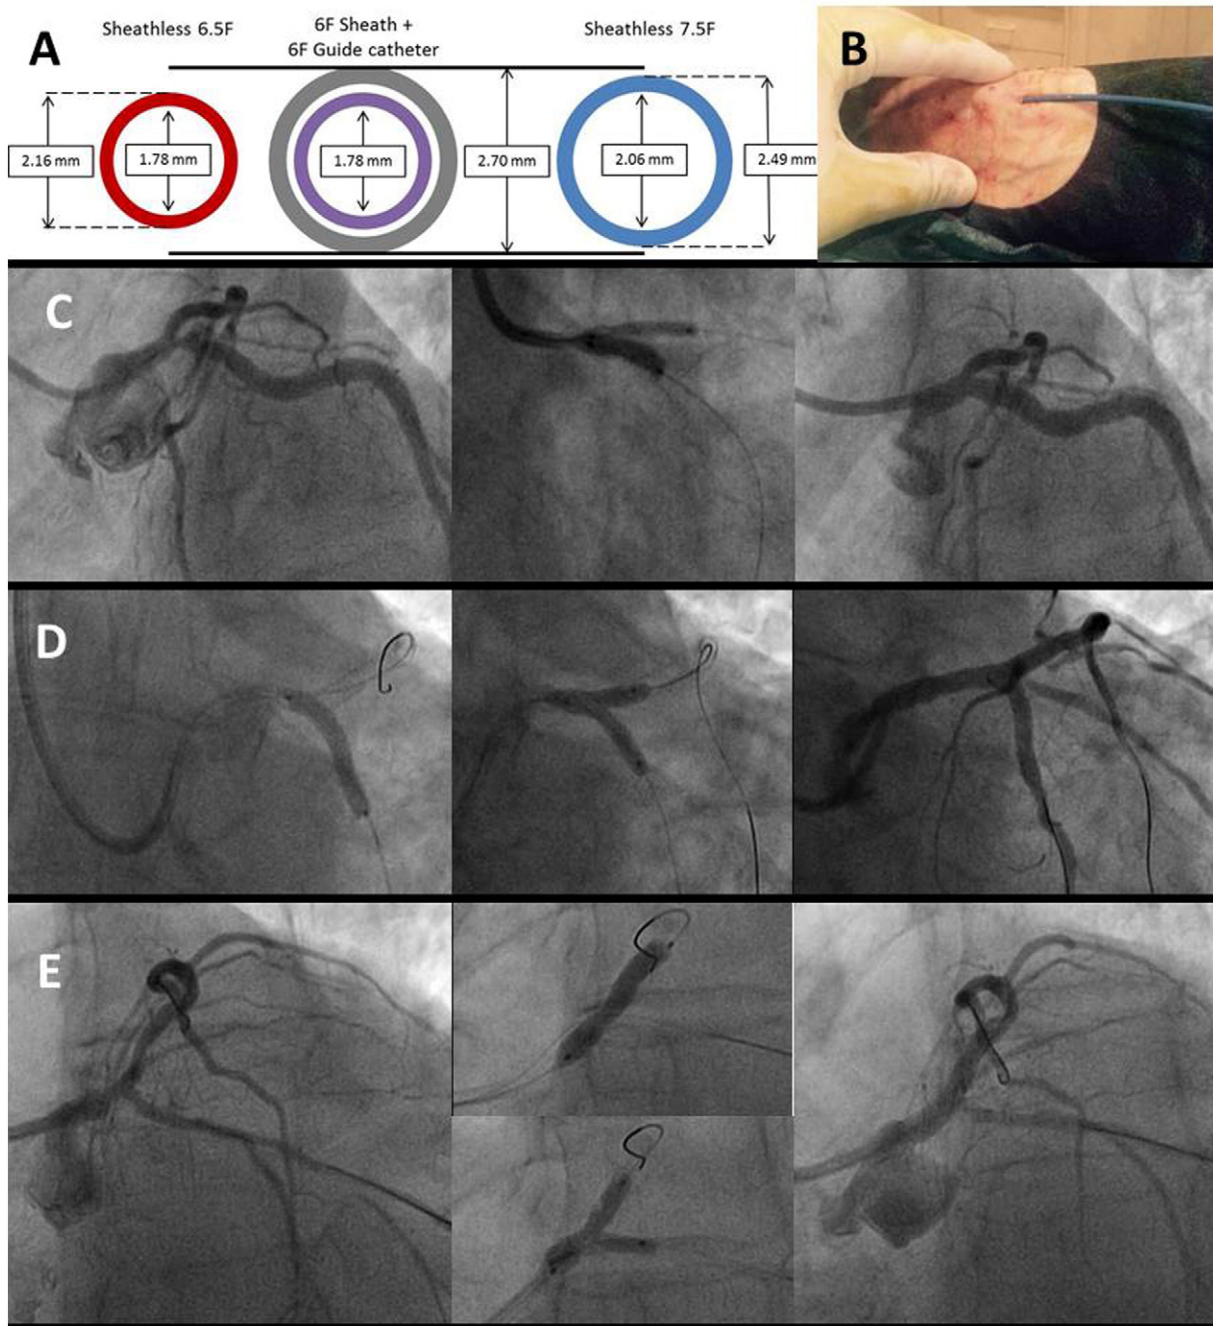 A
Sheathless 6.5F
6F Sheath +
6F Guide catheter
Sheathless 7.5F
B
2.16 mm
1.78 mm
1.78 mm
2.70 mm
2.06 mm
2.49 mm
C
D
E